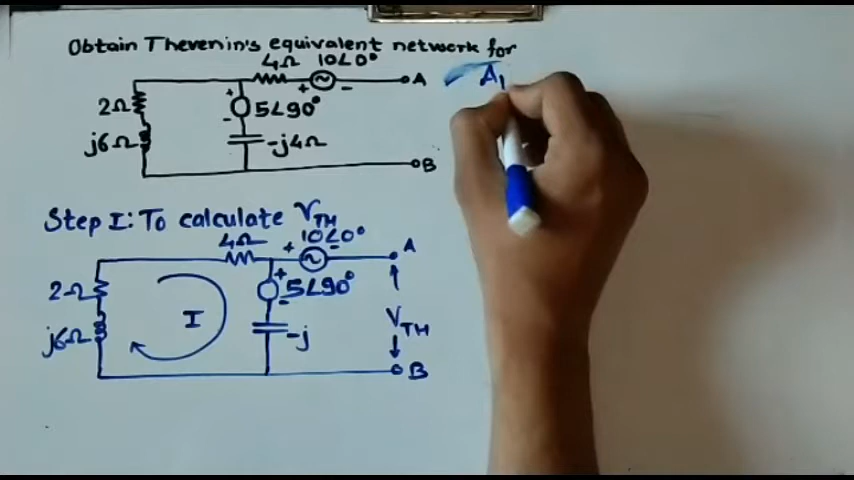 Obtain Thevenin's equivalent network for
4Ω 10∠0°
+ - A
2Ω
+ 5∠90°
-
j6Ω
-j4Ω
B
A1
Step I: To calculate VTH
4Ω + 10∠0° - A
2Ω
+ 5∠90°
-
I
VTH
j6Ω
-j
B